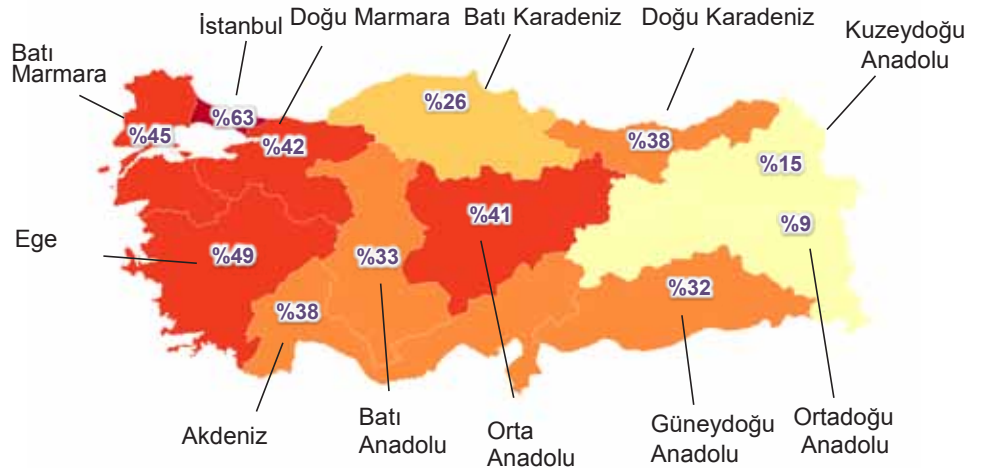 İstanbul
Doğu Marmara
Batı Karadeniz
Doğu Karadeniz
Kuzeydoğu
Anadolu
Batı
Marmara
%63
%26
%45
%42
%38
%15
%41
%9
Ege
%49
%33
%32
%38
Akdeniz
Batı
Anadolu
Orta
Anadolu
Güneydoğu
Anadolu
Ortadoğu
Anadolu